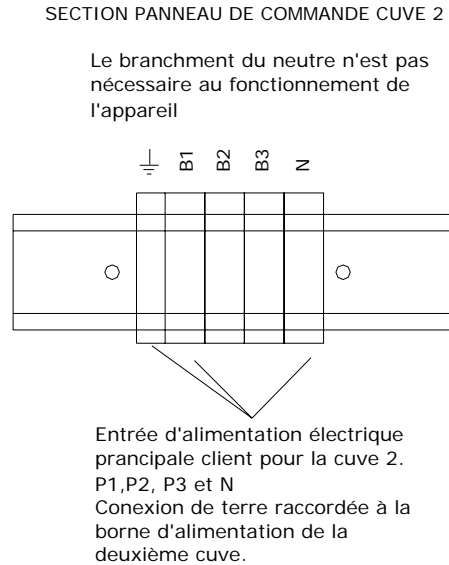 SECTION PANNEAU DE COMMANDE CUVE 2
Le branchment du neutre n'est pas
nécessaire au fonctionnement de
l'appareil
B1 B2 B3 N
Entrée d'alimentation électrique
prancipale client pour la cuve 2.
P1,P2, P3 et N
Conexion de terre raccordée à la
borne d'alimentation de la
deuxième cuve.